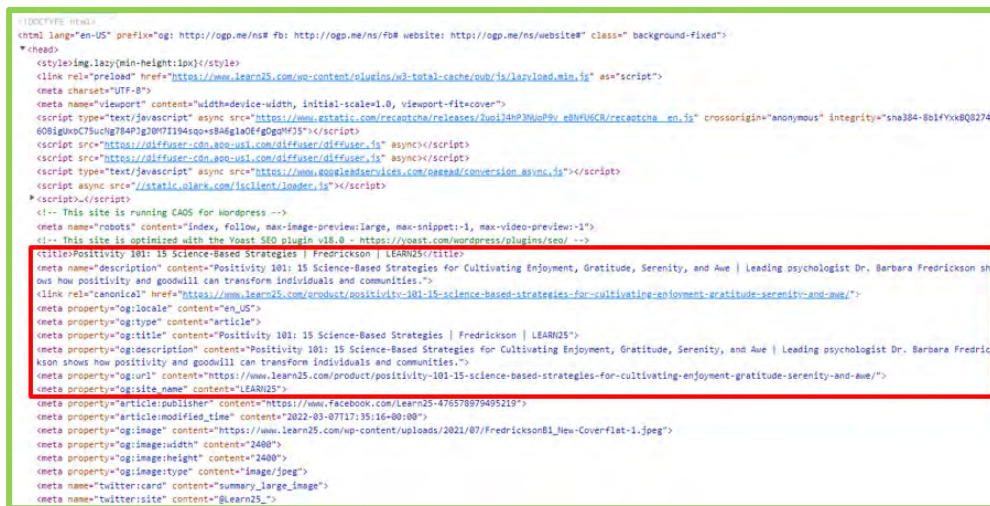 <!DOCTYPE html>
<html lang="en-US" prefix="og: http://ogp.me/ns# fb: http://ogp.me/ns/fb# website: http://ogp.me/ns/website#" class=" background-fixed">
▼<head>
<style>img.lazy{min-height:1px}</style>
<link rel="preload" href="https://www.learn25.com/wp-content/plugins/w3-total-cache/pub/js/lazyload.min.js" as="script">
<meta charset="UTF-8">
<meta name="viewport" content="width=device-width, initial-scale=1.0, viewport-fit=cover">
<script type="text/javascript" async src="https://www.gstatic.com/recaptcha/releases/ recaptcha__en.js" crossorigin="anonymous" integrity="sha384-
></script>
<script src="https://diffuser-cdn.app-us1.com/diffuser/diffuser.js" async></script>
<script src="https://diffuser-cdn.app-us1.com/diffuser/diffuser.js" async></script>
<script type="text/javascript" async src="https://www.googleadservices.com/pagead/conversion_async.js"></script>
<script async src="//static.olark.com/jsclient/loader.js"></script>
▶<script>…</script>
<!-- This site is running CAOS for Wordpress -->
<meta name="robots" content="index, follow, max-image-preview:large, max-snippet:-1, max-video-preview:-1">
<!-- This site is optimized with the Yoast SEO plugin v18.0 - https://yoast.com/wordpress/plugins/seo/ -->
<title>Positivity 101: 15 Science-Based Strategies | Fredrickson | LEARN25</title>
<meta name="description" content="Positivity 101: 15 Science-Based Strategies for Cultivating Enjoyment, Gratitude, Serenity, and Awe | Leading psychologist Dr. Barbara Fredrickson sh
ows how positivity and goodwill can transform individuals and communities.">
<link rel="canonical" href="https://www.learn25.com/product/positivity-101-15-science-based-strategies-for-cultivating-enjoyment-gratitude-serenity-and-awe/">
<meta property="og:locale" content="en_US">
<meta property="og:type" content="article">
<meta property="og:title" content="Positivity 101: 15 Science-Based Strategies | Fredrickson | LEARN25">
<meta property="og:description" content="Positivity 101: 15 Science-Based Strategies for Cultivating Enjoyment, Gratitude, Serenity, and Awe | Leading psychologist Dr. Barbara Fredric
kson shows how positivity and goodwill can transform individuals and communities.">
<meta property="og:url" content="https://www.learn25.com/product/positivity-101-15-science-based-strategies-for-cultivating-enjoyment-gratitude-serenity-and-awe/">
<meta property="og:site_name" content="LEARN25">
<meta property="article:publisher" content="https://www.facebook.com/Learn25-476578979495219">
<meta property="article:modified_time" content="2022-03-07T17:35:16+00:00">
<meta property="og:image" content="https://www.learn25.com/wp-content/uploads/2021/07/FredricksonB1_New-Coverflat-1.jpeg">
<meta property="og:image:width" content="2400">
<meta property="og:image:height" content="2400">
<meta property="og:image:type" content="image/jpeg">
<meta name="twitter:card" content="summary_large_image">
<meta name="twitter:site" content="@Learn25_">